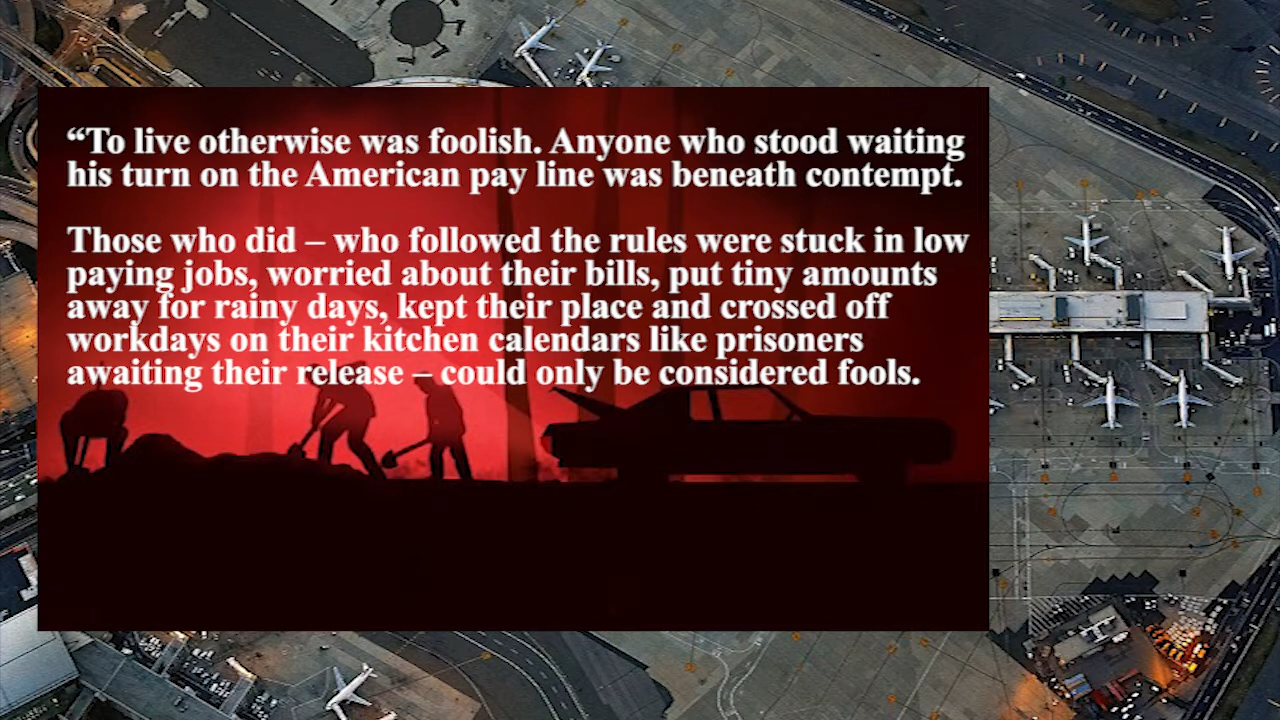 “To live otherwise was foolish. Anyone who stood waiting
his turn on the American pay line was beneath contempt.
Those who did – who followed the rules were stuck in low
paying jobs, worried about their bills, put tiny amounts
away for rainy days, kept their place and crossed off
workdays on their kitchen calendars like prisoners
awaiting their release – could only be considered fools.